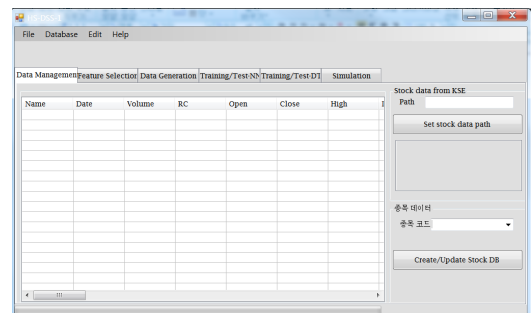 File Database Edit Help
Data Managemen Feature Selection Data Generation Training/Test-NN Training/Test-DT Simulation
Name Date Volume RC Open Close High
Stock data from KSE
Path
Set stock data path
종목 데이터
종목 코드
Create/Update Stock DB